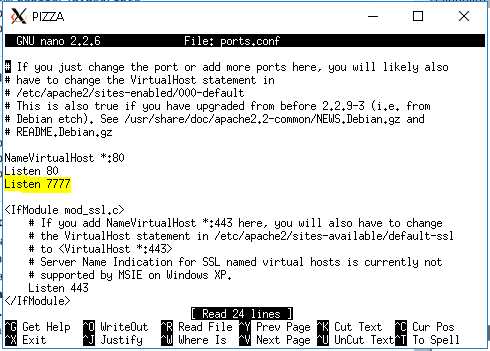 PIZZA
GNU nano 2.2.6 File: ports.conf
# If you just change the port or add more ports here, you will likely also
# have to change the VirtualHost statement in
# /etc/apache2/sites-enabled/000-default
# This is also true if you have upgraded from before 2.2.9-3 (i.e. from
# Debian etch). See /usr/share/doc/apache2.2-common/NEWS.Debian.gz and
# README.Debian.gz
NameVirtualHost *:80
Listen 80
Listen 7777
<IfModule mod_ssl.c>
# If you add NameVirtualHost *:443 here, you will also have to change
# the VirtualHost statement in /etc/apache2/sites-available/default-ssl
# to <VirtualHost *:443>
# Server Name Indication for SSL named virtual hosts is currently not
# supported by MSIE on Windows XP.
Listen 443
</IfModule>
[ Read 24 lines ]
^G Get Help ^O WriteOut ^R Read File ^Y Prev Page ^K Cut Text ^C Cur Pos
^X Exit ^J Justify ^W Where Is ^V Next Page ^U UnCut Text ^T To Spell